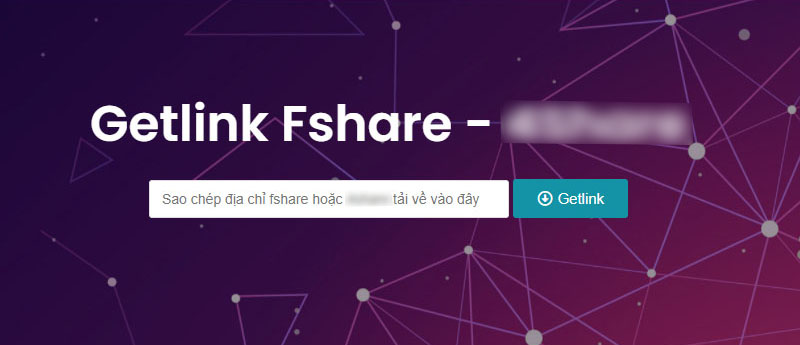 Getlink Fshare -
Sao chép địa chỉ fshare hoặc tải về vào đây
Getlink